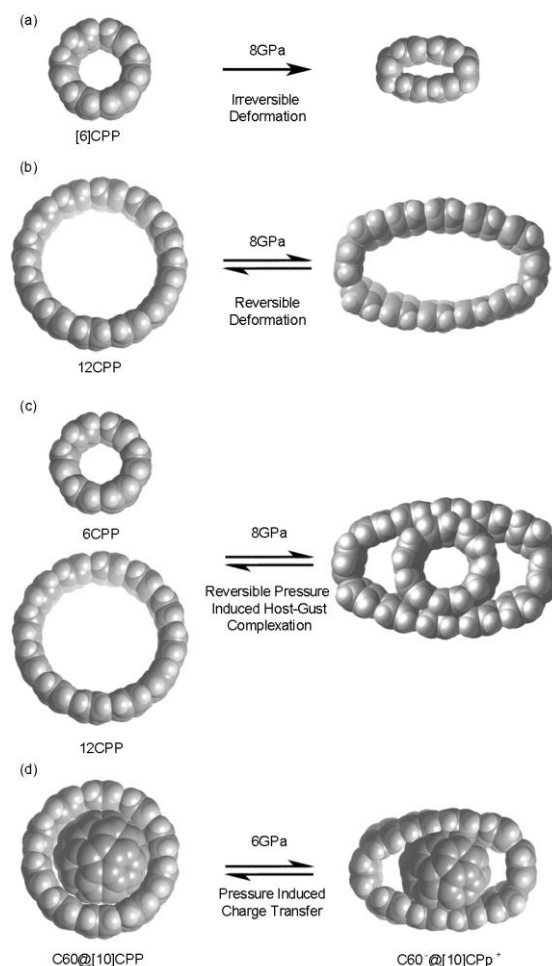 (a)
8GPa
Irreversible
Deformation
[6]CPP
(b)
8GPa
Reversible
Deformation
12CPP
(c)
6CPP
8GPa
Reversible Pressure
Induced Host-Gust
Complexation
12CPP
(d)
6GPa
Pressure Induced
Charge Transfer
C60@[10]CPP
C60⁻@[10]CPp⁺